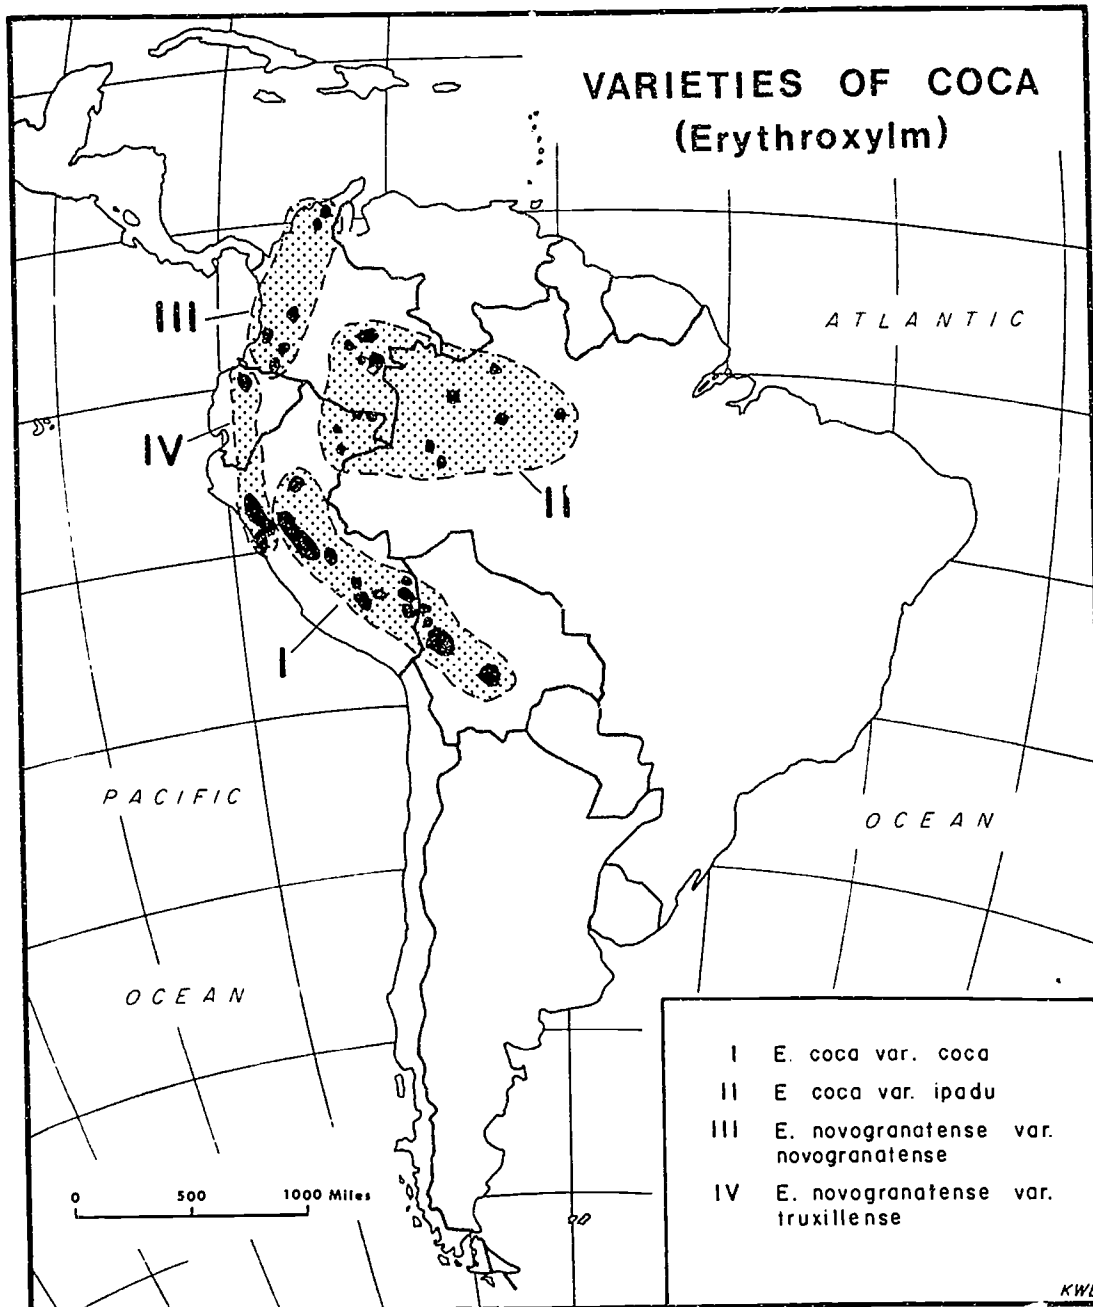 VARIETIES OF COCA
(Erythroxylm)
ATLANTIC
III
IV
II
I
PACIFIC
OCEAN
OCEAN
I E. coca var. coca
II E coca var. ipadu
III E. novogranatense var.
novogranatense
IV E. novogranatense var.
truxillense
0 500 1000 Miles